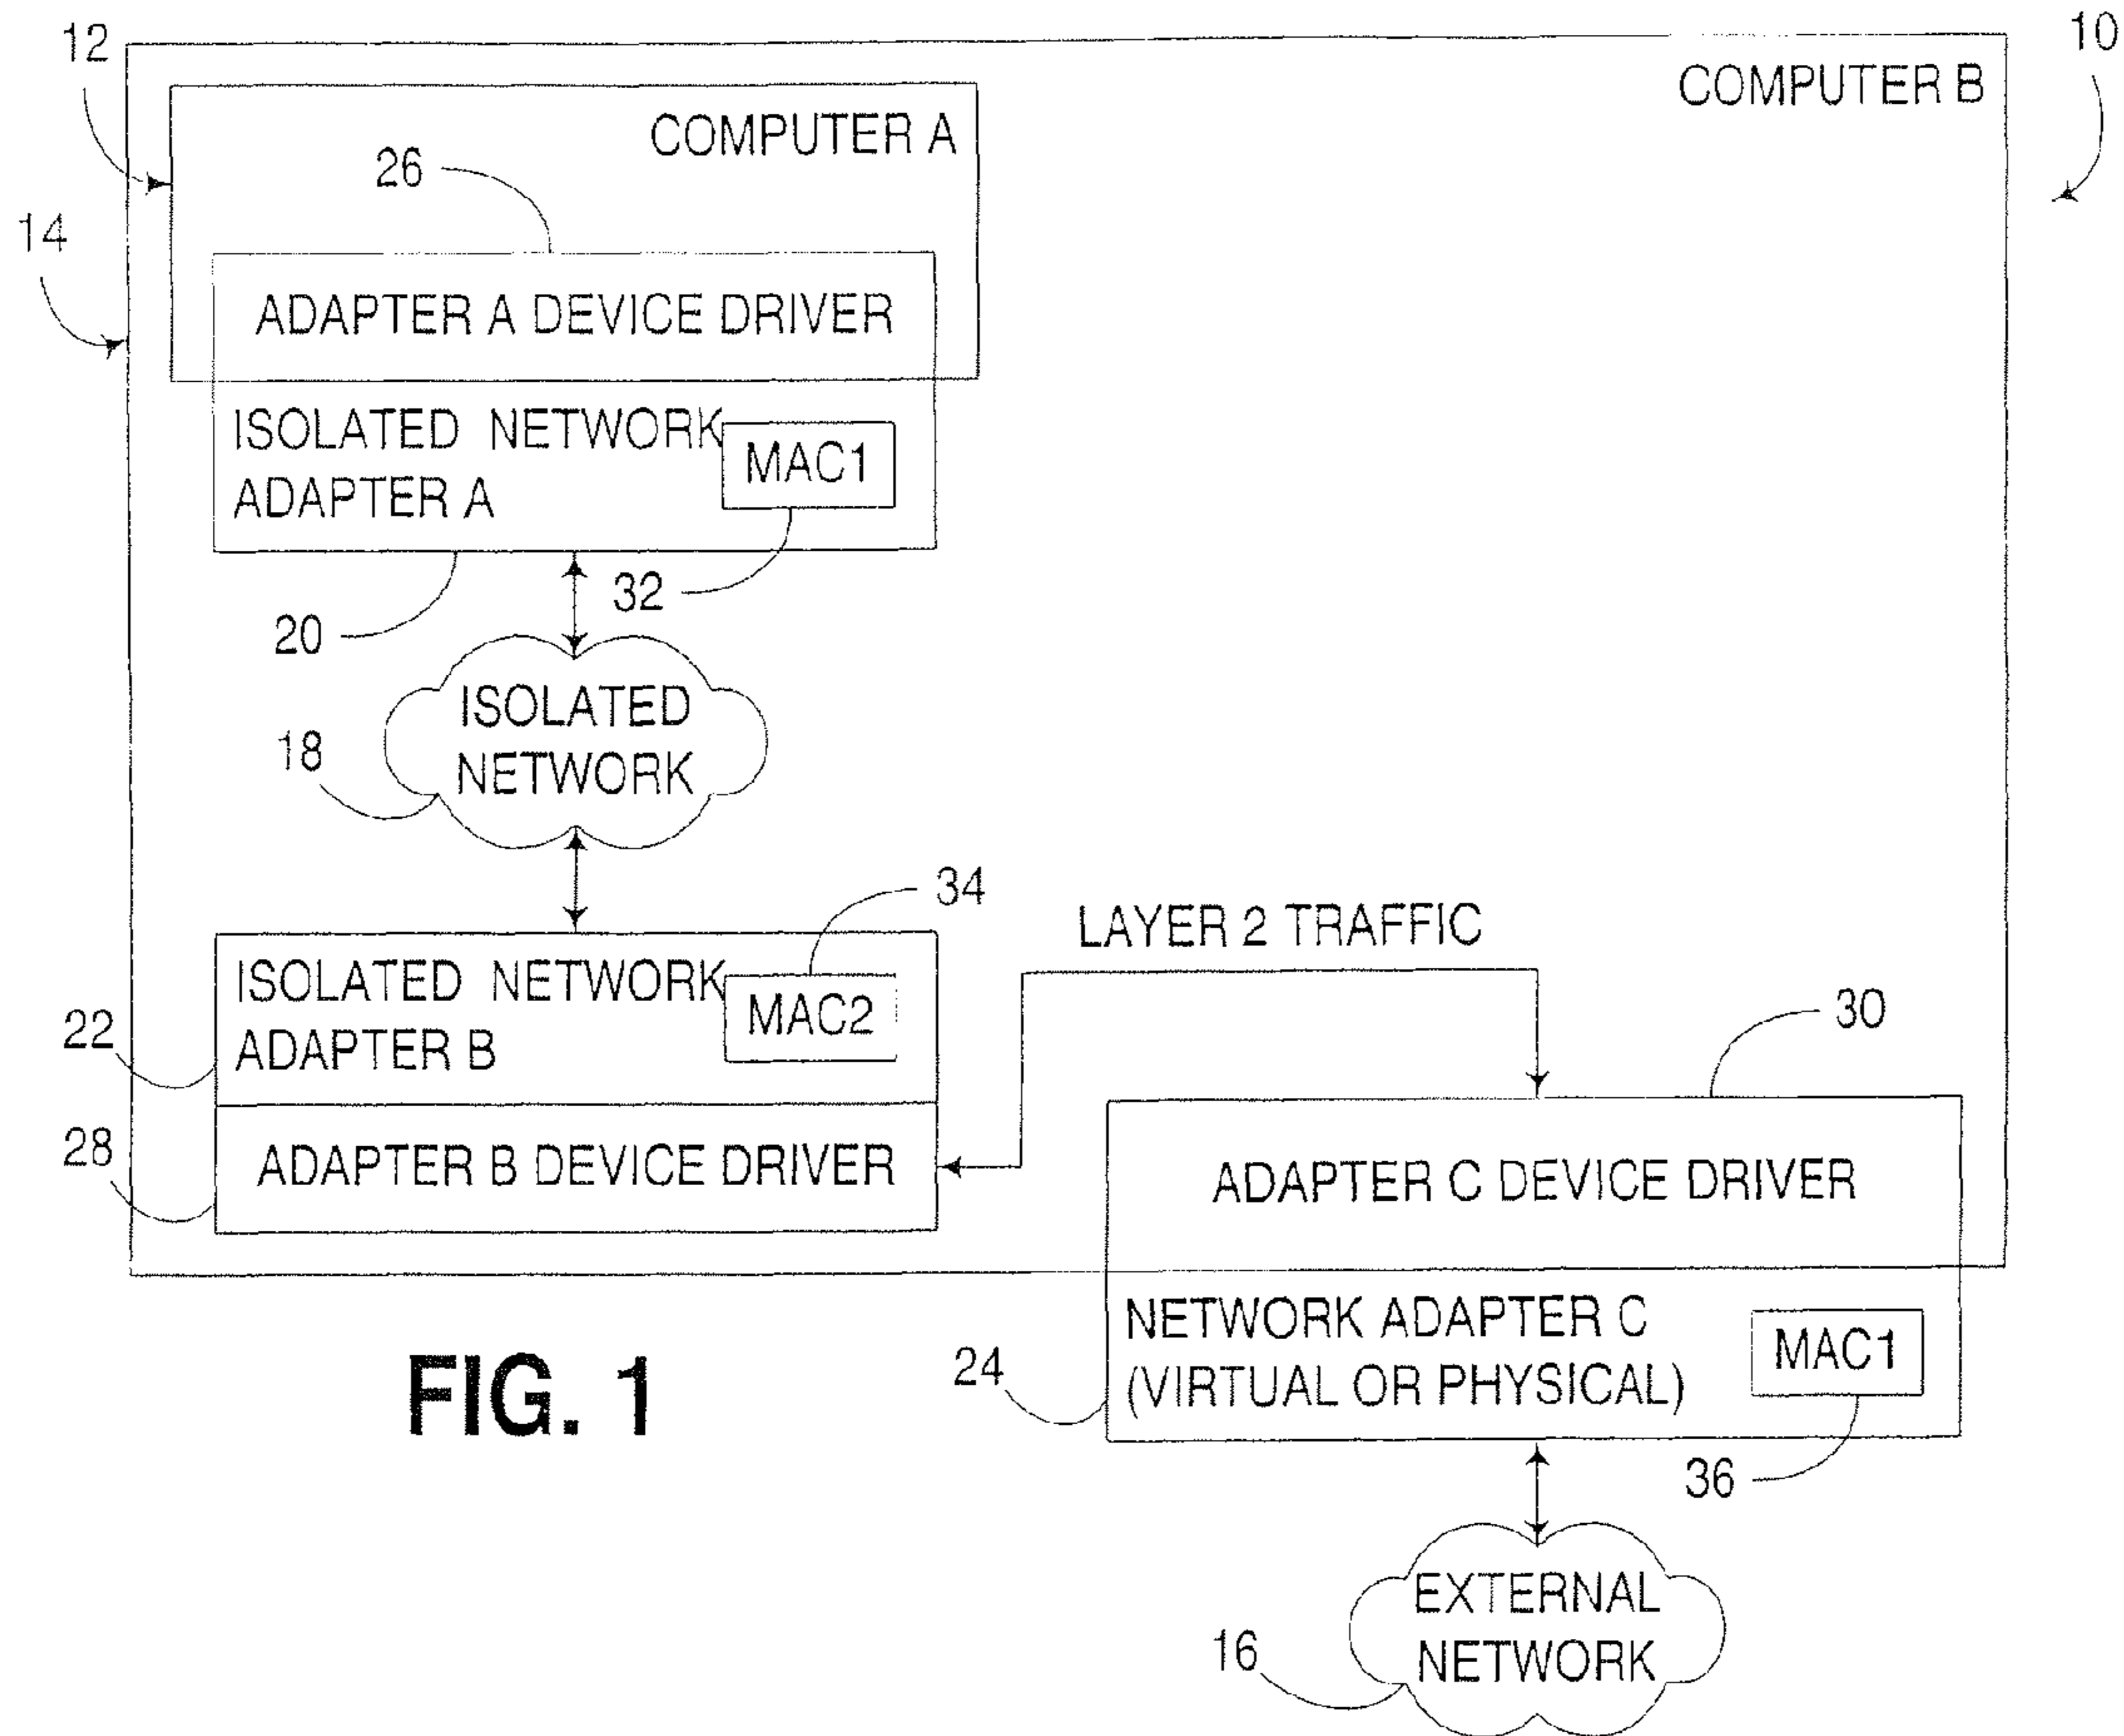 12
10
COMPUTER B
COMPUTER A
26
14
ADAPTER A DEVICE DRIVER
ISOLATED NETWORK
ADAPTER A
MAC1
32
20
ISOLATED
NETWORK
18
34
LAYER 2 TRAFFIC
ISOLATED NETWORK
ADAPTER B
MAC2
22
30
28
ADAPTER B DEVICE DRIVER
ADAPTER C DEVICE DRIVER
NETWORK ADAPTER C
(VIRTUAL OR PHYSICAL)
MAC1
24
36
FIG. 1
EXTERNAL
NETWORK
16